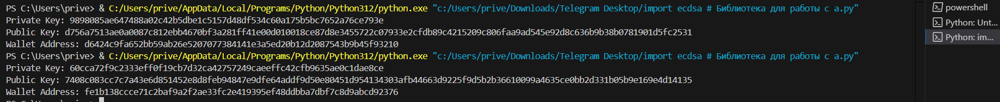 PS C:\Users\prive> & C:/Users/prive/AppData/Local/Programs/Python/Python312/python.exe "c:/Users/prive/Downloads/Telegram Desktop/import ecdsa # Библиотека для работы с a.py"
Private Key: 9898085ae647488a02c42b5dbe1c5157d48df534c60a175b5bc7652a76ce793e
Public Key: d756a7513ae0a0087c812ebb4670bf3a281ff41e00d010018ce87d8e3455722c07933e2cfdb89c4215209c806faa9ad545e92d8c636b9b38b0781901d5fc2531
Wallet Address: d6424c9fa652bb59ab26e5207077384141e3a5ed20b12d2087543b9b45f93210
PS C:\Users\prive> & C:/Users/prive/AppData/Local/Programs/Python/Python312/python.exe "c:/Users/prive/Downloads/Telegram Desktop/import ecdsa # Библиотека для работы с a.py"
Private Key: 60cca72f9c2333eff0f19cb7d32ca42757249caeeffc42cfb9635ae0c1dae8ce
Public Key: 7408c083cc7c7a43e6d851452e8d8feb94847e9dfe64addf9d50e80451d954134303afb44663d9225f9d5b2b36610099a4635ce0bb2d331b05b9e169e4d14135
Wallet Address: fe1b138ccce71c2baf9a2f2ae33fc2e419395ef48ddbba7dbf7c8d9abcd92376
PS C:\Users\prive>
powershell
Python: Unt...
Python: im...